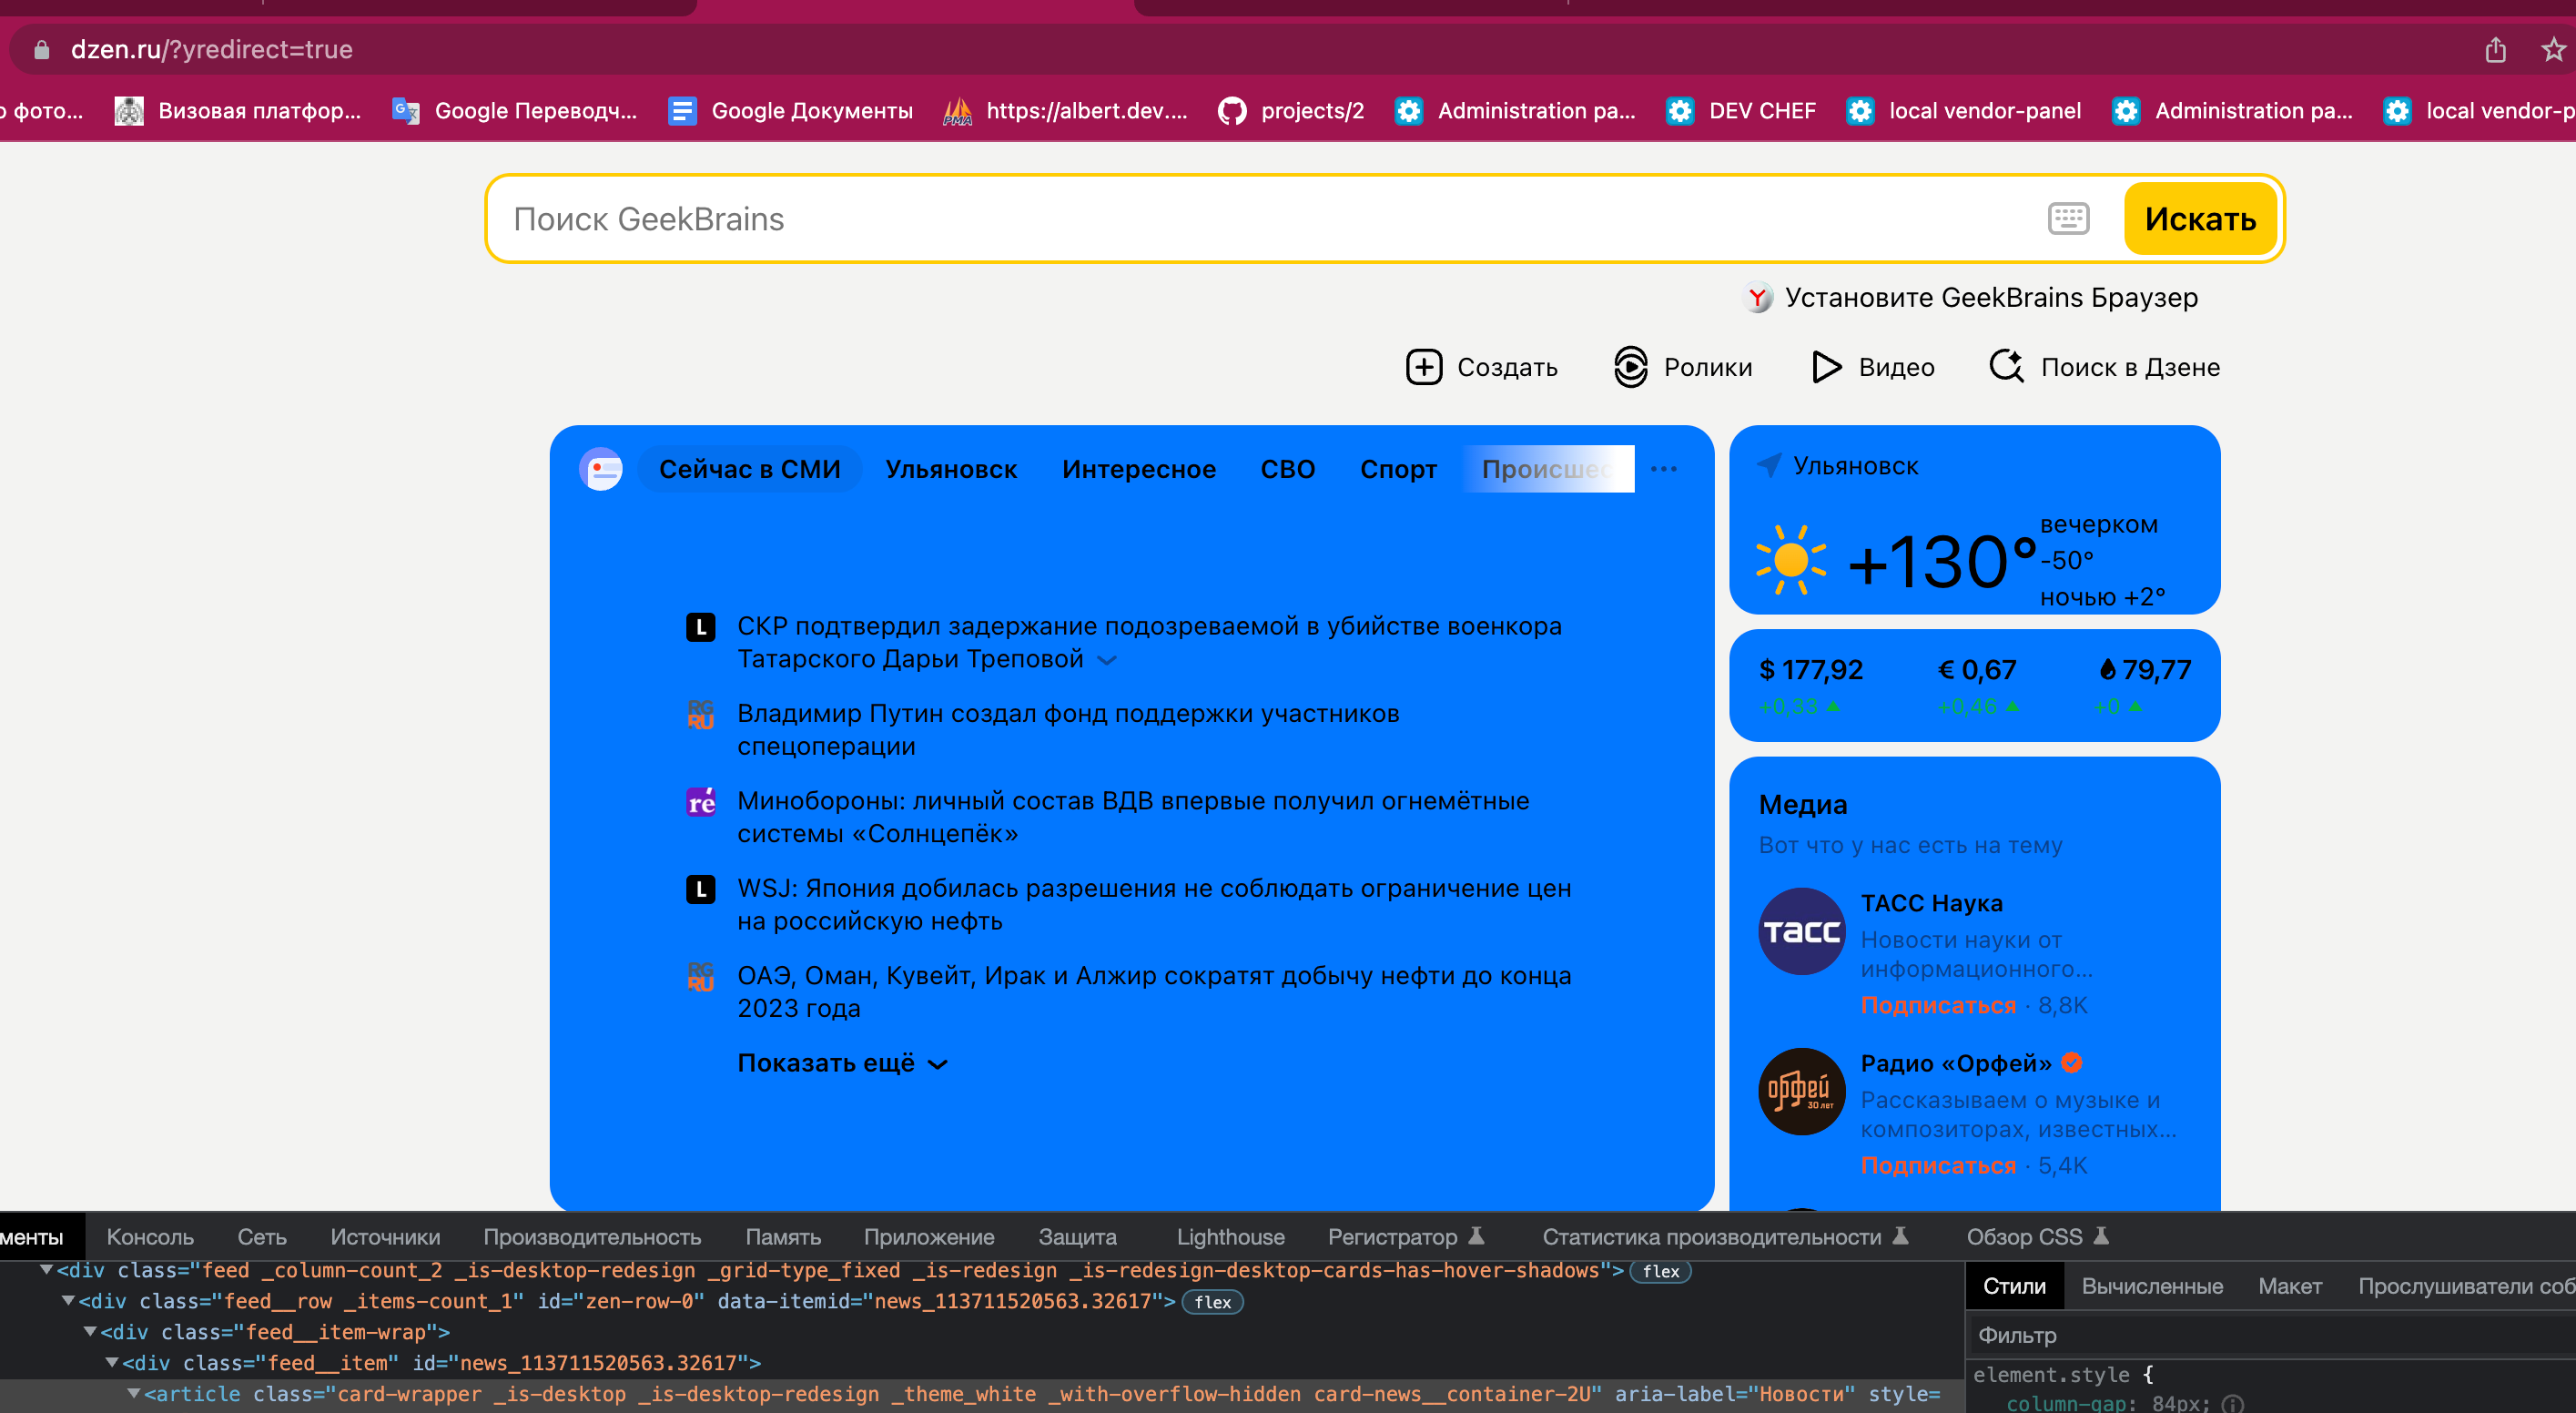 dzen.ru/?yredirect=true
о фото...
Визовая платфор...
Google Переводч...
Google Документы
PMA
https://albert.dev....
projects/2
Administration pa...
DEV CHEF
local vendor-panel
Administration pa...
local vendor-p
Поиск GeekBrains
Искать
Y
Установите GeekBrains Браузер
Создать
Ролики
Видео
Поиск в Дзене
Сейчас в СМИ
Ульяновск
Интересное
СВО
Спорт
Происшес
...
Ульяновск
+130°
вечерком
-50°
ночью +2°
$ 177,92
€ 0,67
79,77
+0,33
+0,46
+0
L
СКР подтвердил задержание подозреваемой в убийстве военкора
Татарского Дарьи Треповой
RG
RU
Владимир Путин создал фонд поддержки участников
спецоперации
ré
Минобороны: личный состав ВДВ впервые получил огнемётные
системы «Солнцепёк»
L
WSJ: Япония добилась разрешения не соблюдать ограничение цен
на российскую нефть
RG
RU
ОАЭ, Оман, Кувейт, Ирак и Алжир сократят добычу нефти до конца
2023 года
Показать ещё
Медиа
Вот что у нас есть на тему
ТАСС
ТАСС Наука
Новости науки от
информационного...
Подписаться · 8,8K
орфей
30 лет
Радио «Орфей»
Рассказываем о музыке и
композиторах, известных...
Подписаться · 5,4K
менты
Консоль
Сеть
Источники
Производительность
Память
Приложение
Защита
Lighthouse
Регистратор
Статистика производительности
Обзор CSS
<div class="feed _column-count_2 _is-desktop-redesign _grid-type_fixed _is-redesign _is-redesign-desktop-cards-has-hover-shadows"> flex
<div class="feed__row _items-count_1" id="zen-row-0" data-itemid="news_113711520563.32617"> flex
<div class="feed__item-wrap">
<div class="feed__item" id="news_113711520563.32617">
<article class="card-wrapper _is-desktop _is-desktop-redesign _theme_white _with-overflow-hidden card-news__container-2U" aria-label="Новости" style=
Стили
Вычисленные
Макет
Прослушиватели соб
Фильтр
element.style {
column-gap: 84px;